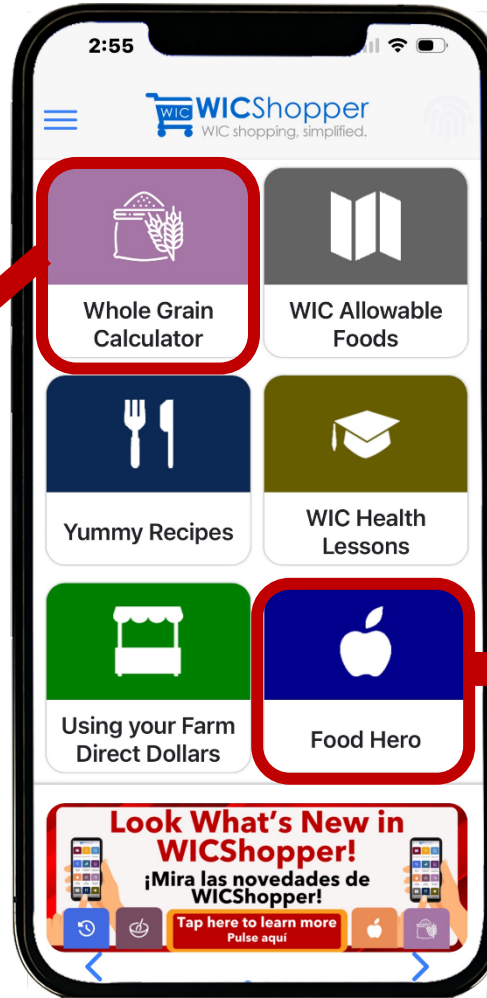 2:55
WIC WICShopper
WIC shopping, simplified.
Whole Grain
Calculator
WIC Allowable
Foods
Yummy Recipes
WIC Health
Lessons
Using your Farm
Direct Dollars
Food Hero
Look What's New in
WICShopper!
¡Mira las novedades de
WICShopper!
Tap here to learn more
Pulse aquí